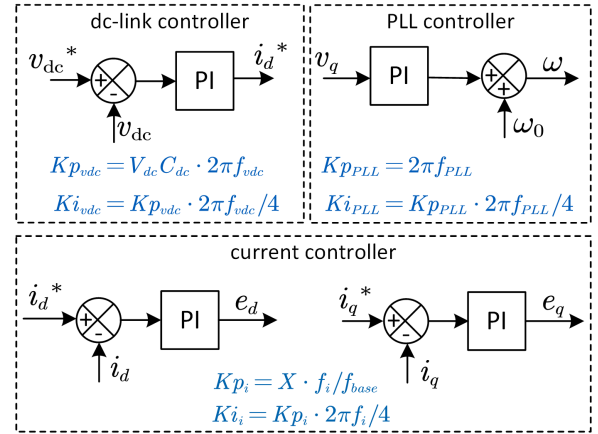 dc-link controller
v_dc* + - PI i_d*
v_dc
Kp_vdc = V_dc C_dc · 2πf_vdc
Ki_vdc = Kp_vdc · 2πf_vdc/4
PLL controller
v_q PI + + ω
ω_0
Kp_PLL = 2πf_PLL
Ki_PLL = Kp_PLL · 2πf_PLL/4
current controller
i_d* + - PI e_d
i_d
i_q* + - PI e_q
i_q
Kp_i = X · f_i/f_base
Ki_i = Kp_i · 2πf_i/4